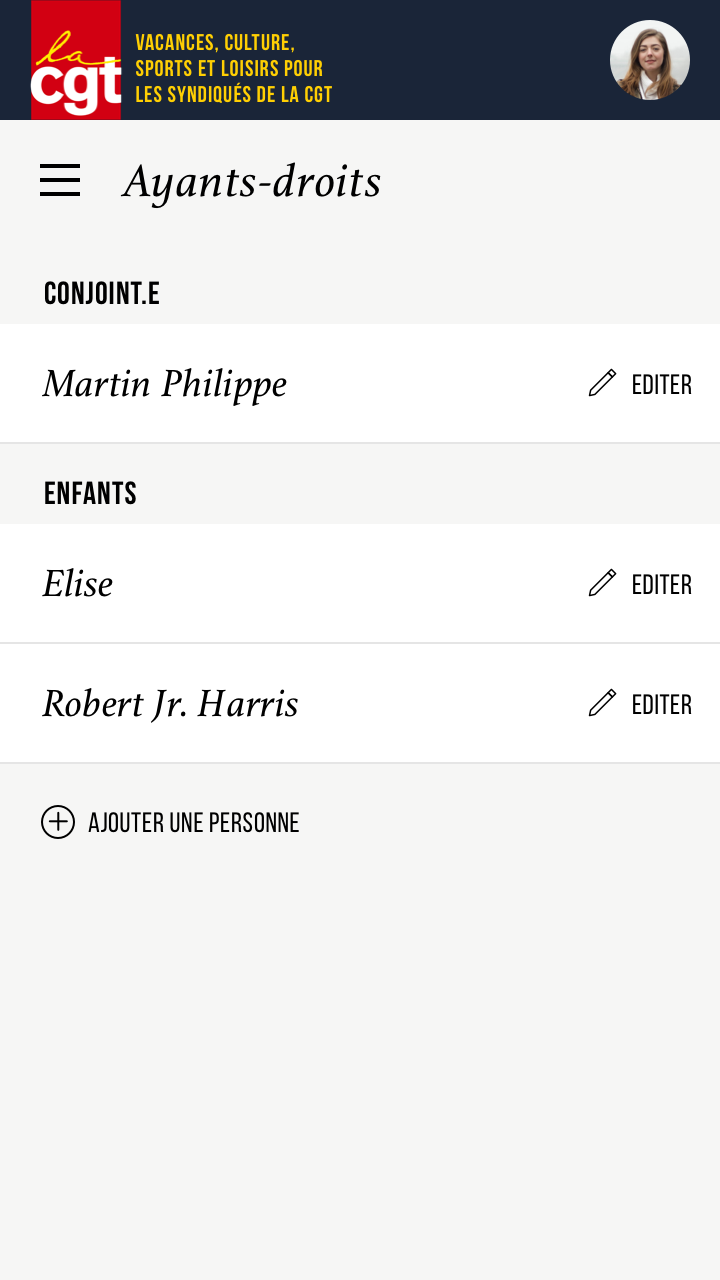 la
cgt
VACANCES, CULTURE,
SPORTS ET LOISIRS POUR
LES SYNDIQUÉS DE LA CGT
Ayants-droits
CONJOINT.E
Martin Philippe
EDITER
ENFANTS
Elise
EDITER
Robert Jr. Harris
EDITER
AJOUTER UNE PERSONNE